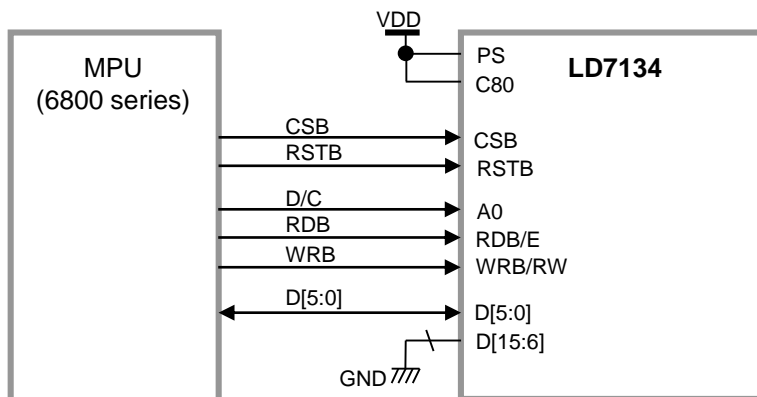 VDD
MPU
(6800 series)
PS
C80
LD7134
CSB
CSB
RSTB
RSTB
D/C
A0
RDB
RDB/E
WRB
WRB/RW
D[5:0]
D[5:0]
D[15:6]
GND